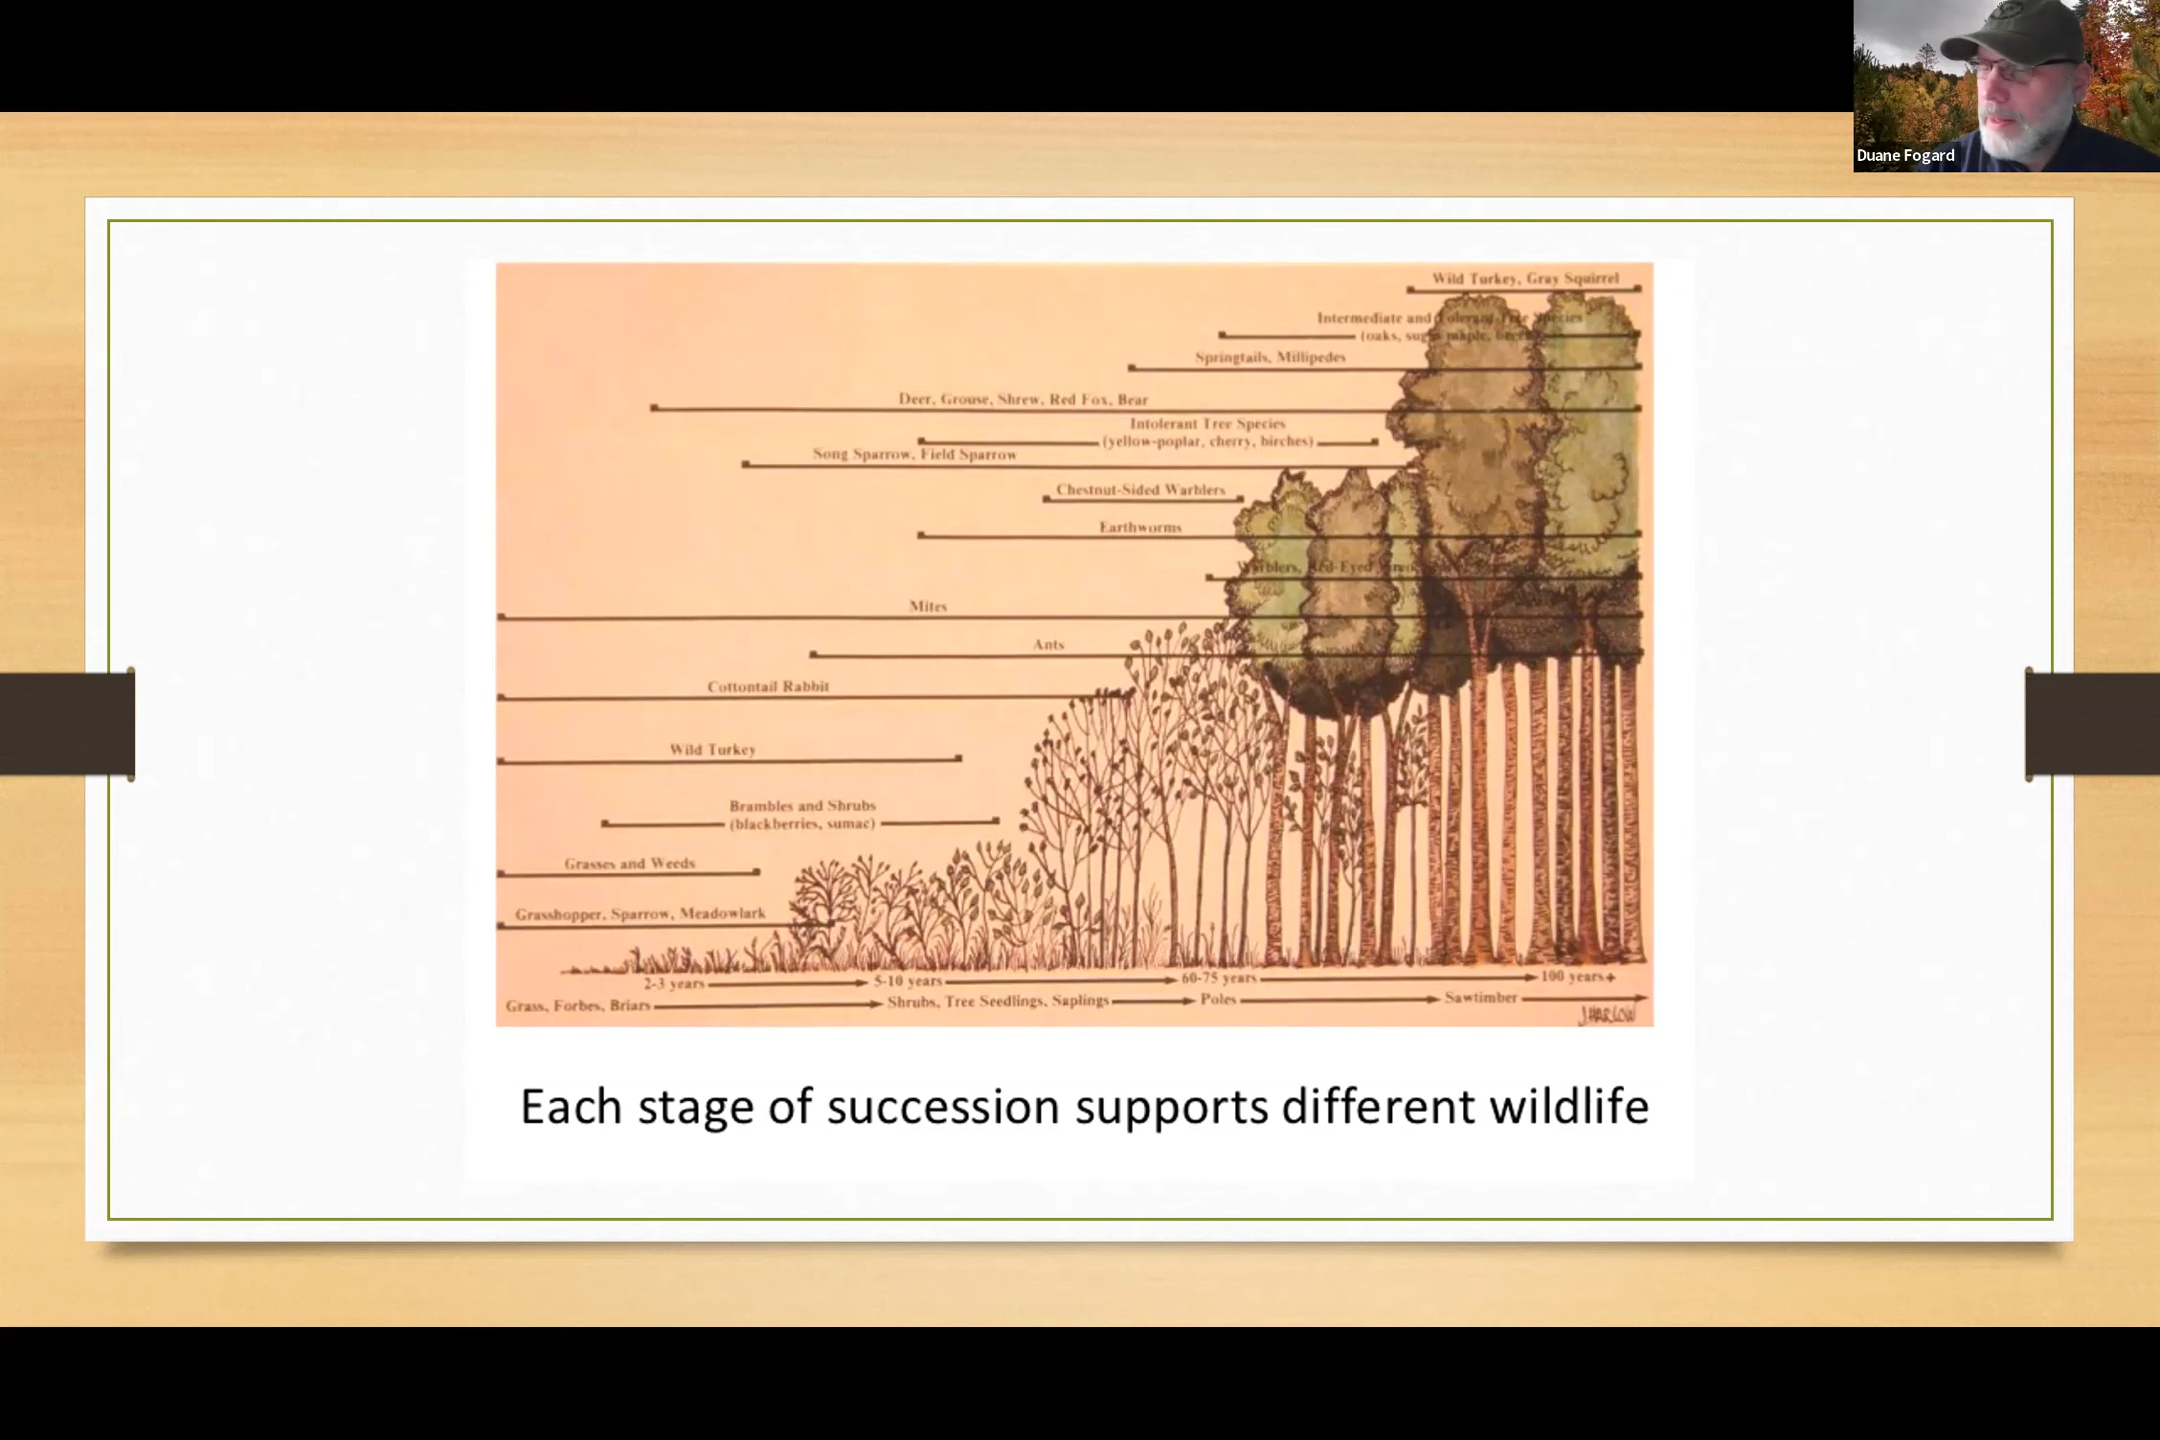 Duane Fogard
Wild Turkey, Gray Squirrel
Intermediate and Tolerant Tree Species
(oaks, sugar maple, beech)
Springtails, Millipedes
Deer, Grouse, Shrew, Red Fox, Bear
Intolerant Tree Species
(yellow-poplar, cherry, birches)
Song Sparrow, Field Sparrow
Chestnut-Sided Warblers
Earthworms
Warblers, Red-Eyed
Mites
Ants
Cottontail Rabbit
Wild Turkey
Brambles and Shrubs
(blackberries, sumac)
Grasses and Weeds
Grasshopper, Sparrow, Meadowlark
2-3 years 5-10 years 60-75 years 100 years+
Grass, Forbes, Briars Shrubs, Tree Seedlings, Saplings Poles Sawtimber
J HARLOW
Each stage of succession supports different wildlife